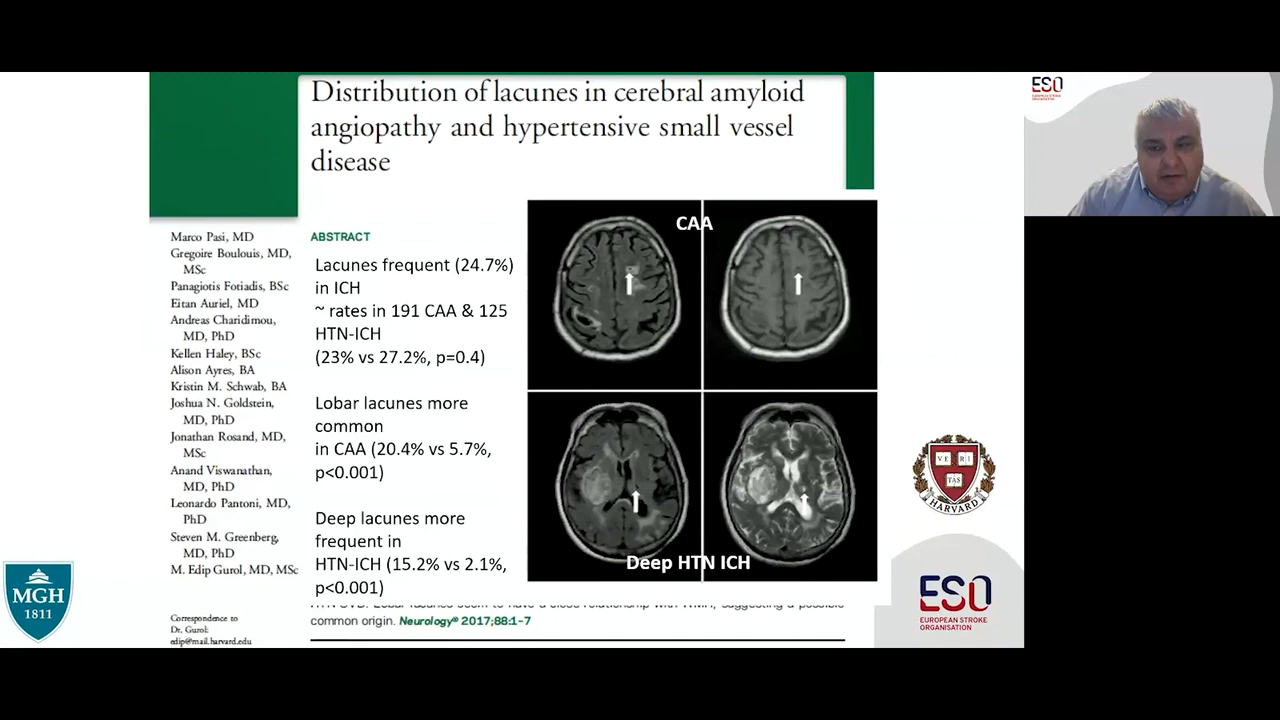 Distribution of lacunes in cerebral amyloid
angiopathy and hypertensive small vessel
disease
Marco Pasi, MD
Gregoire Boulouis, MD,
MSc
Panagiotis Fotiadis, BSc
Eitan Auriel, MD
Andreas Charidimou,
MD, PhD
Kellen Haley, BSc
Alison Ayres, BA
Kristin M. Schwab, BA
Joshua N. Goldstein,
MD, PhD
Jonathan Rosand, MD,
MSc
Anand Viswanathan,
MD, PhD
Leonardo Pantoni, MD,
PhD
Steven M. Greenberg,
MD, PhD
M. Edip Gurol, MD, MSc
Correspondence to
Dr. Gurol:
edip@mail.harvard.edu
ABSTRACT
Lacunes frequent (24.7%)
in ICH
~ rates in 191 CAA & 125
HTN-ICH
(23% vs 27.2%, p=0.4)
Lobar lacunes more
common
in CAA (20.4% vs 5.7%,
p<0.001)
Deep lacunes more
frequent in
HTN-ICH (15.2% vs 2.1%,
p<0.001)
common origin. Neurology® 2017;88:1–7
CAA
Deep HTN ICH
MGH
1811
ESO
EUROPEAN STROKE
ORGANISATION
VE RI
TAS
HARVARD
ESO
EUROPEAN STROKE
ORGANISATION